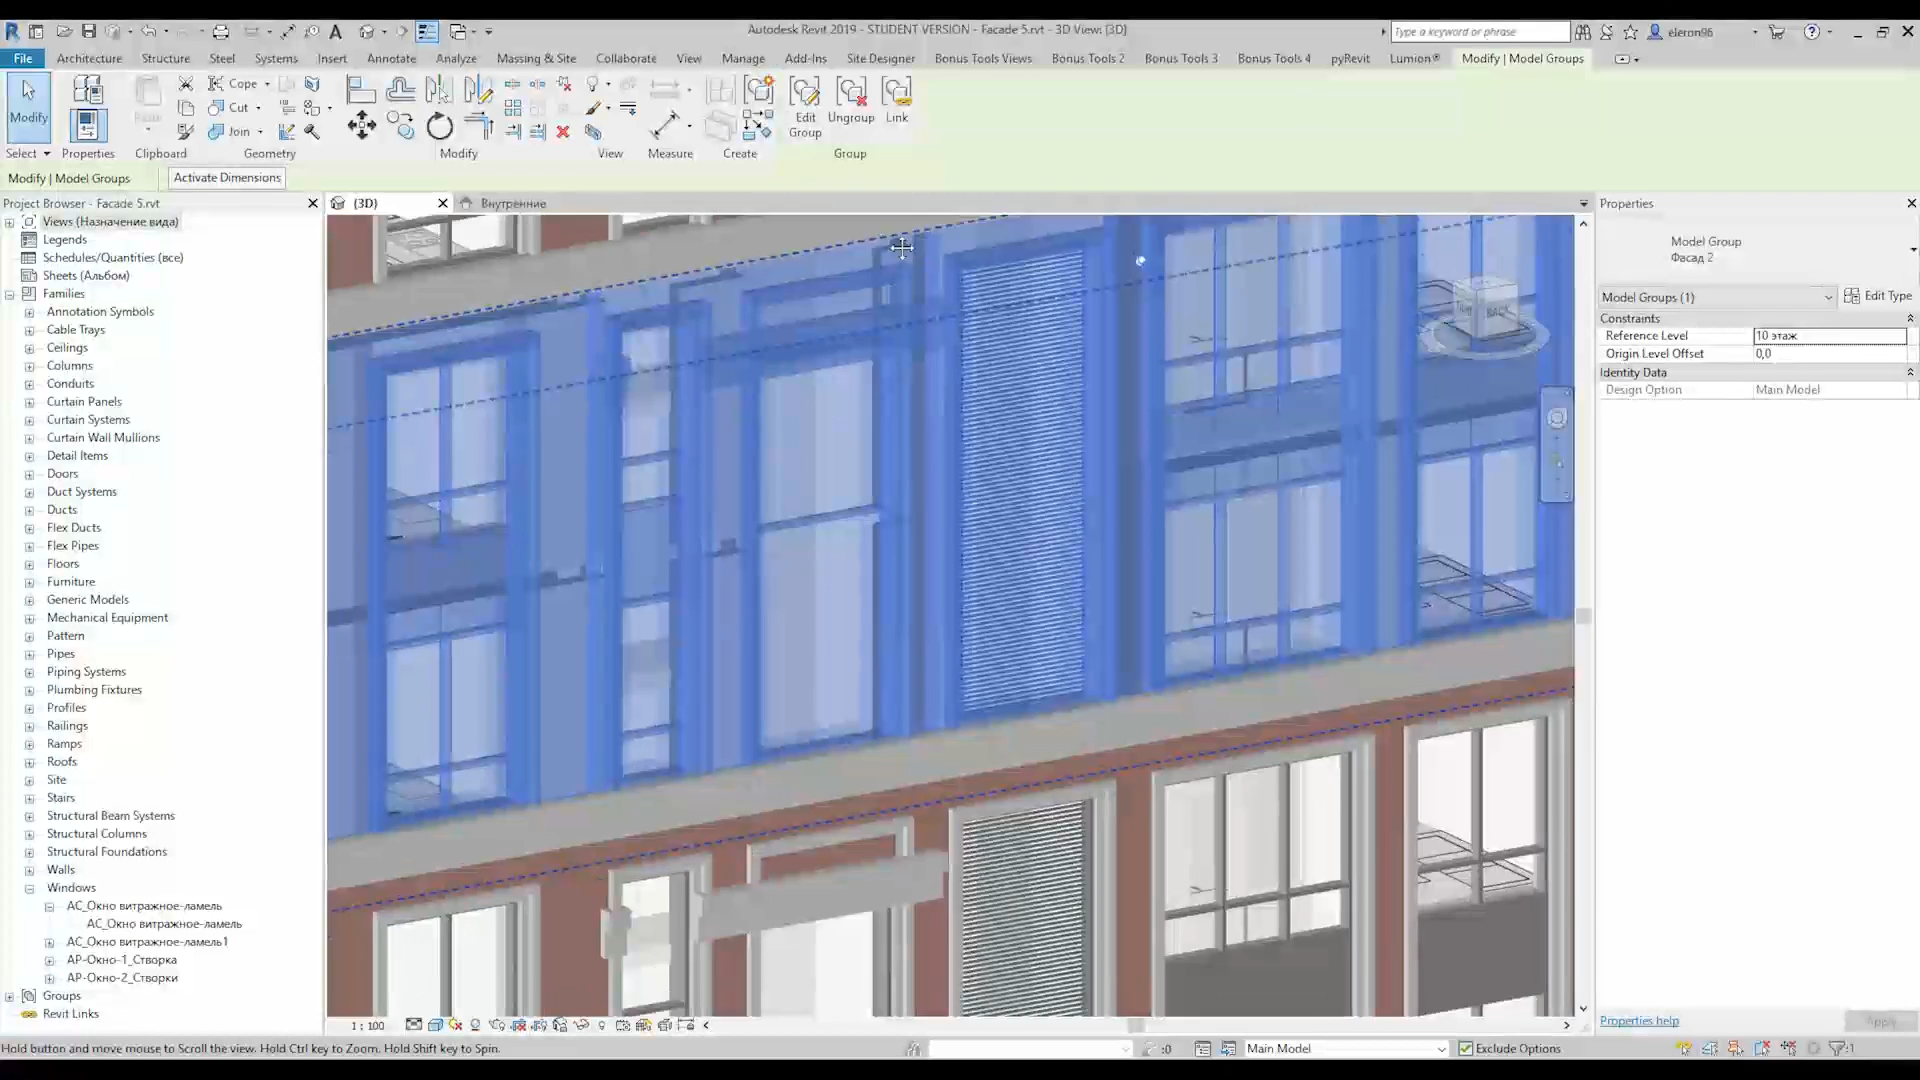 Autodesk Revit 2019 - STUDENT VERSION - Facade 5.rvt - 3D View: {3D}
Type a keyword or phrase
eleron96
File
Architecture
Structure
Steel
Systems
Insert
Annotate
Analyze
Massing & Site
Collaborate
View
Manage
Add-Ins
Site Designer
Bonus Tools Views
Bonus Tools 2
Bonus Tools 3
Bonus Tools 4
pyRevit
Lumion®
Modify | Model Groups
Modify
Paste
Cope
Cut
Join
Edit
Group
Ungroup
Link
Select
Properties
Clipboard
Geometry
Modify
View
Measure
Create
Group
Modify | Model Groups
Activate Dimensions
Project Browser - Facade 5.rvt
Views (Назначение вида)
Legends
Schedules/Quantities (все)
Sheets (Альбом)
Families
Annotation Symbols
Cable Trays
Ceilings
Columns
Conduits
Curtain Panels
Curtain Systems
Curtain Wall Mullions
Detail Items
Doors
Duct Systems
Ducts
Flex Ducts
Flex Pipes
Floors
Furniture
Generic Models
Mechanical Equipment
Pattern
Pipes
Piping Systems
Plumbing Fixtures
Profiles
Railings
Ramps
Roofs
Site
Stairs
Structural Beam Systems
Structural Columns
Structural Foundations
Walls
Windows
АС_Окно витражное-ламель
АС_Окно витражное-ламель
АС_Окно витражное-ламель1
АР-Окно-1_Створка
АР-Окно-2_Створки
Groups
Revit Links
{3D}
Внутренние
BACK
1 : 100
Properties
Model Group
Фасад 2
Model Groups (1)
Edit Type
Constraints
Reference Level
10 этаж
Origin Level Offset
0,0
Identity Data
Design Option
Main Model
Properties help
Apply
Hold button and move mouse to Scroll the view. Hold Ctrl key to Zoom. Hold Shift key to Spin.
:0
Main Model
Exclude Options
:1